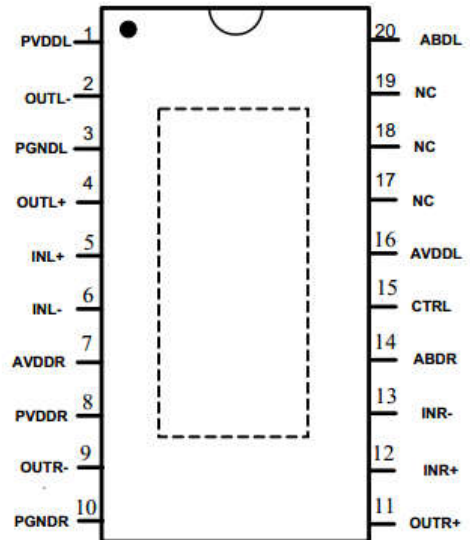 PVDDL 1
OUTL- 2
PGNDL 3
OUTL+ 4
INL+ 5
INL- 6
AVDDR 7
PVDDR 8
OUTR- 9
PGNDR 10
20 ABDL
19 NC
18 NC
17 NC
16 AVDDL
15 CTRL
14 ABDR
13 INR-
12 INR+
11 OUTR+